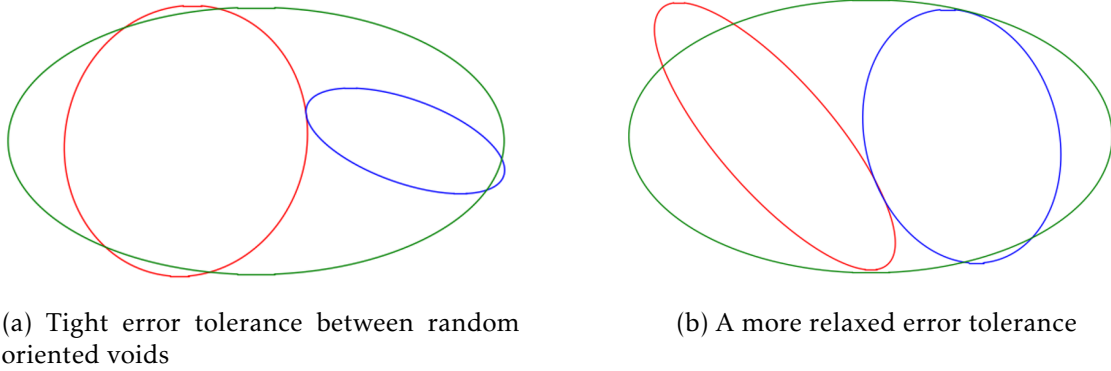 (a) Tight error tolerance between random
oriented voids
(b) A more relaxed error tolerance